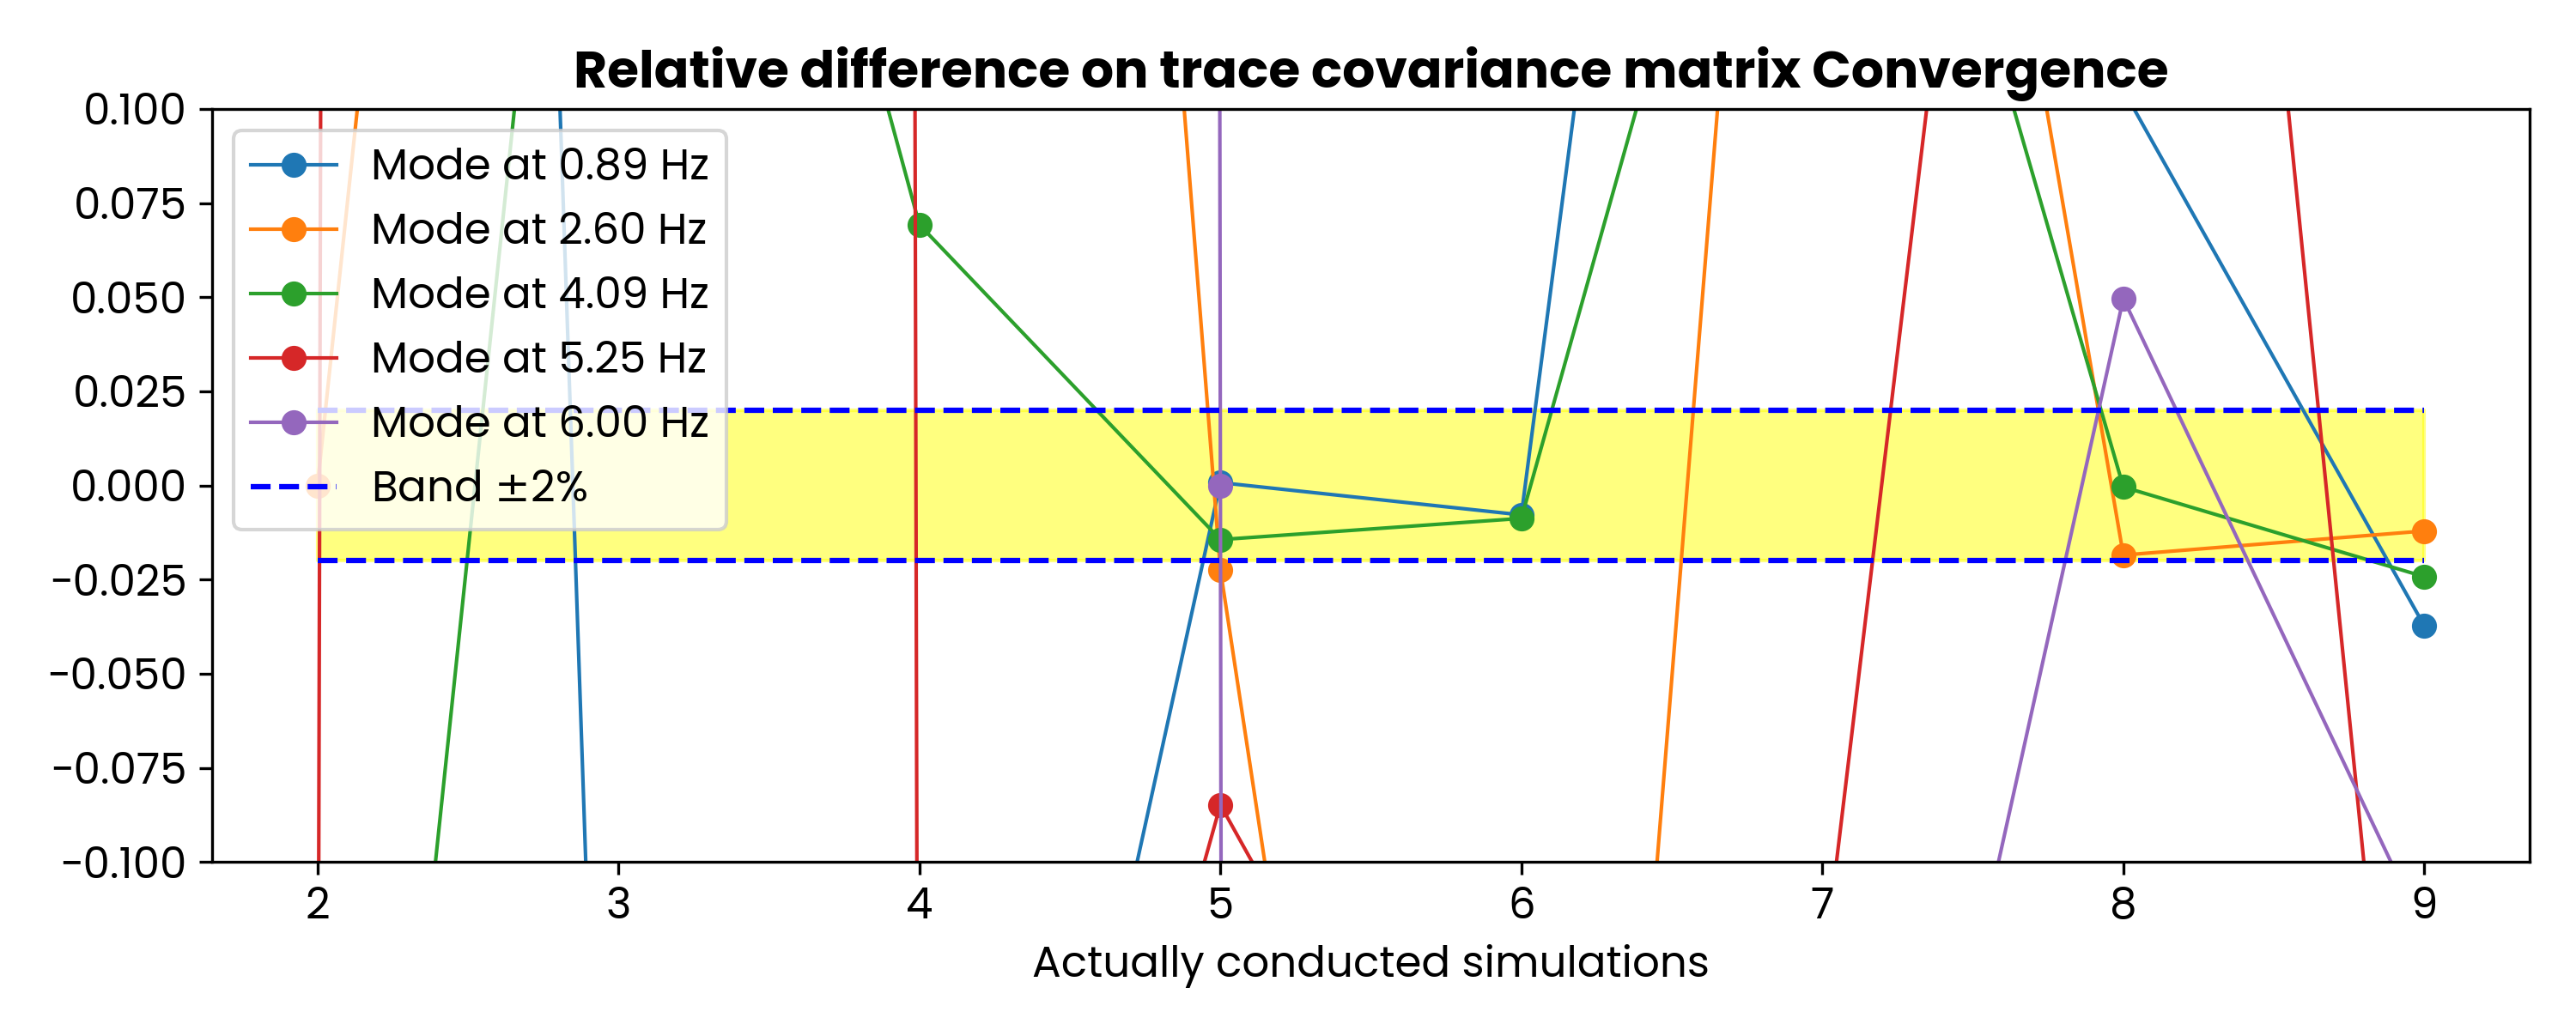 Relative difference on trace covariance matrix Convergence
0.100
0.075
0.050
0.025
0.000
−0.025
−0.050
−0.075
−0.100
Mode at 0.89 Hz
Mode at 2.60 Hz
Mode at 4.09 Hz
Mode at 5.25 Hz
Mode at 6.00 Hz
Band ±2%
2 3 4 5 6 7 8 9
Actually conducted simulations